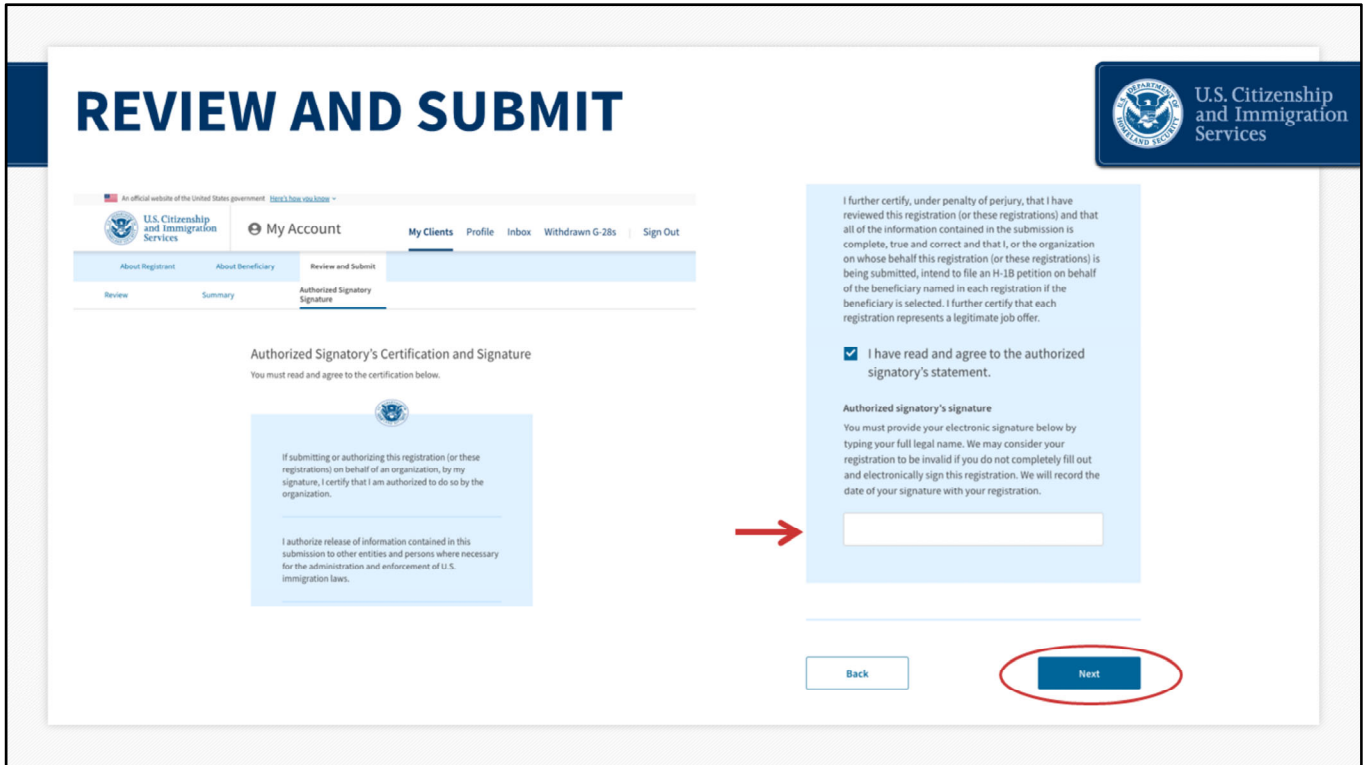 REVIEW AND SUBMIT
U.S. Citizenship
and Immigration
Services
An official website of the United States government Here's how you know
U.S. Citizenship
and Immigration
Services
My Account
My Clients Profile Inbox Withdrawn G-28s Sign Out
About Registrant About Beneficiary Review and Submit
Review Summary Authorized Signatory
Signature
Authorized Signatory's Certification and Signature
You must read and agree to the certification below.
If submitting or authorizing this registration (or these
registrations) on behalf of an organization, by my
signature, I certify that I am authorized to do so by the
organization.
I authorize release of information contained in this
submission to other entities and persons where necessary
for the administration and enforcement of U.S.
immigration laws.
I further certify, under penalty of perjury, that I have
reviewed this registration (or these registrations) and that
all of the information contained in the submission is
complete, true and correct and that I, or the organization
on whose behalf this registration (or these registrations) is
being submitted, intend to file an H-1B petition on behalf
of the beneficiary named in each registration if the
beneficiary is selected. I further certify that each
registration represents a legitimate job offer.
I have read and agree to the authorized
signatory's statement.
Authorized signatory's signature
You must provide your electronic signature below by
typing your full legal name. We may consider your
registration to be invalid if you do not completely fill out
and electronically sign this registration. We will record the
date of your signature with your registration.
Back Next